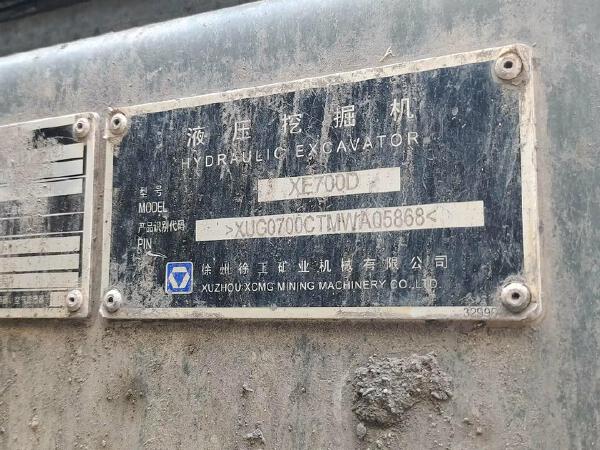 液压挖掘机
HYDRAULIC EXCAVATOR
型号
MODEL
XE700D
产品识别代码
PIN
>XUG0700CTMWA05868<
徐州徐工矿业机械有限公司
XUZHOU XCMG MINING MACHINERY CO.,LTD.